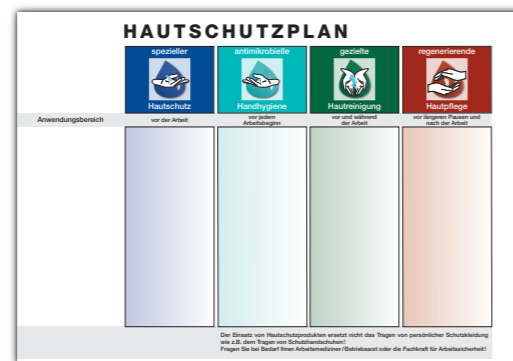 HAUTSCHUTZPLAN
spezieller
Hautschutz
antimikrobielle
Handhygiene
gezielte
Hautreinigung
regenerierende
Hautpflege
Anwendungsbereich
vor der Arbeit
vor jedem
Arbeitsbeginn
vor und während
der Arbeit
vor längeren Pausen und
nach der Arbeit
Der Einsatz von Hautschutzprodukten ersetzt nicht das Tragen von persönlicher Schutzkleidung
wie z.B. dem Tragen von Schutzhandschuhen!
Fragen Sie bei Bedarf Ihren Arbeitsmediziner/Betriebsarzt oder die Fachkraft für Arbeitssicherheit!